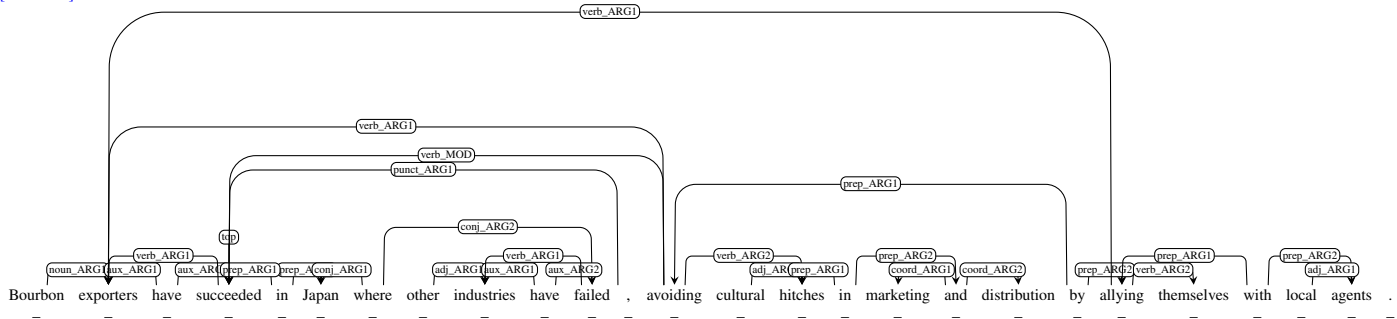 verb_ARG1
verb_ARG1
verb_MOD
punct_ARG1
prep_ARG1
conj_ARG2
top
verb_ARG1 verb_ARG1 verb_ARG2 prep_ARG2 prep_ARG1 prep_ARG2
noun_ARG1 aux_ARG1 prep_ARG1 conj_ARG1 adj_ARG1 aux_ARG1 aux_ARG2 prep_ARG1 coord_ARG1 coord_ARG2 prep_ARG2 verb_ARG2 adj_ARG1
Bourbon exporters have succeeded in Japan where other industries have failed , avoiding cultural hitches in marketing and distribution by allying themselves with local agents .